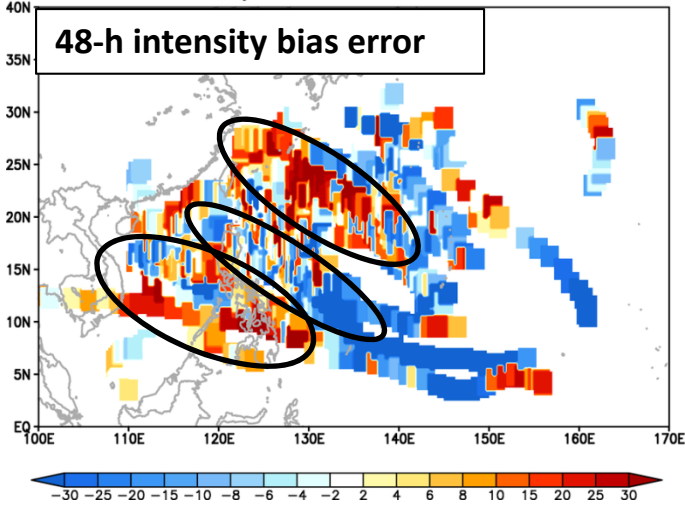 48-h intensity bias error
40N
35N
30N
25N
20N
15N
10N
5N
EQ
100E 110E 120E 130E 140E 150E 160E 170E
-30 -25 -20 -15 -10 -8 -6 -4 -2 2 4 6 8 10 15 20 25 30